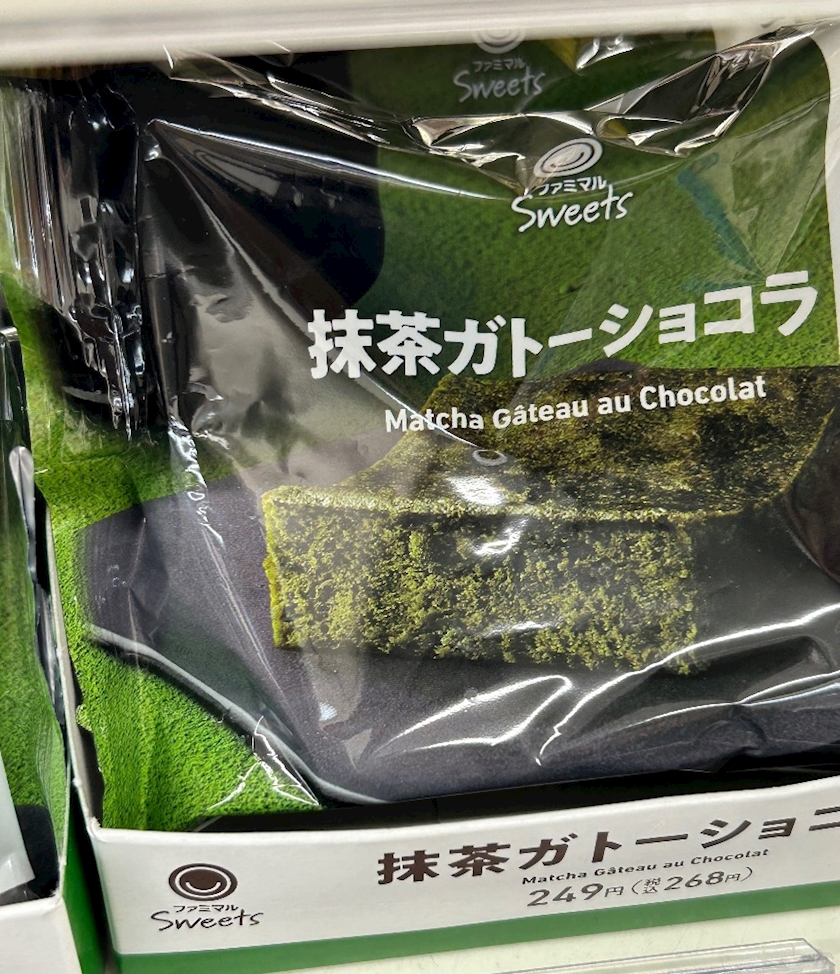 ファミマル
Sweets
ファミマル
Sweets
抹茶ガトーショコラ
Matcha Gâteau au Chocolat
抹茶ガトーショコ
Matcha Gâteau au Chocolat
249円(税込268円)
ファミマル
Sweets